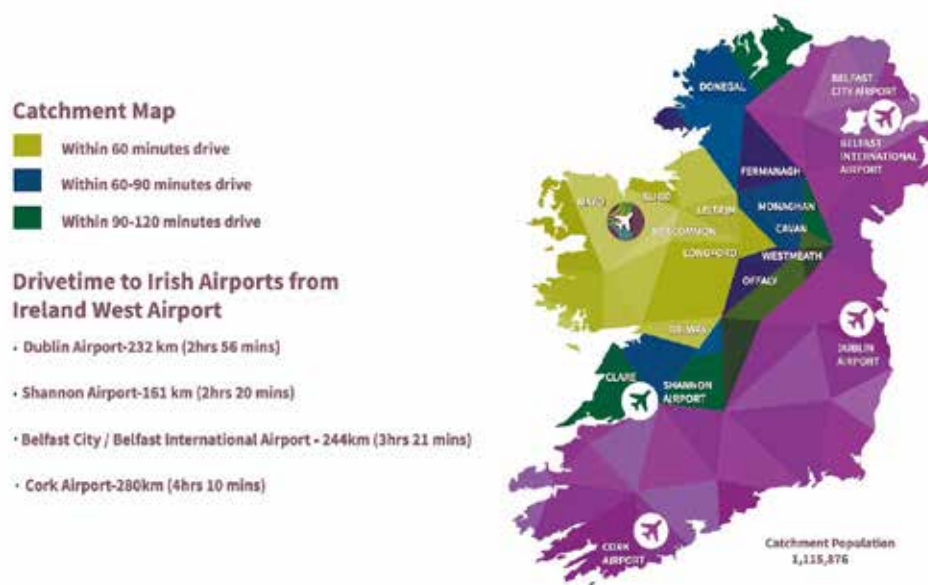 Catchment Map
Within 60 minutes drive
Within 60-90 minutes drive
Within 90-120 minutes drive
Drivetime to Irish Airports from
Ireland West Airport
• Dublin Airport-232 km (2hrs 56 mins)
• Shannon Airport-161 km (2hrs 20 mins)
• Belfast City / Belfast International Airport - 244km (3hrs 21 mins)
• Cork Airport-280km (4hrs 10 mins)
DONEGAL
BELFAST
CITY AIRPORT
BELFAST
INTERNATIONAL
AIRPORT
FERMANAGH
MAYO
SLIGO
LEITRIM
MONAGHAN
ROSCOMMON
CAVAN
LONGFORD
WESTMEATH
OFFALY
GALWAY
DUBLIN
AIRPORT
CLARE
SHANNON
AIRPORT
CORK
AIRPORT
Catchment Population
1,115,876